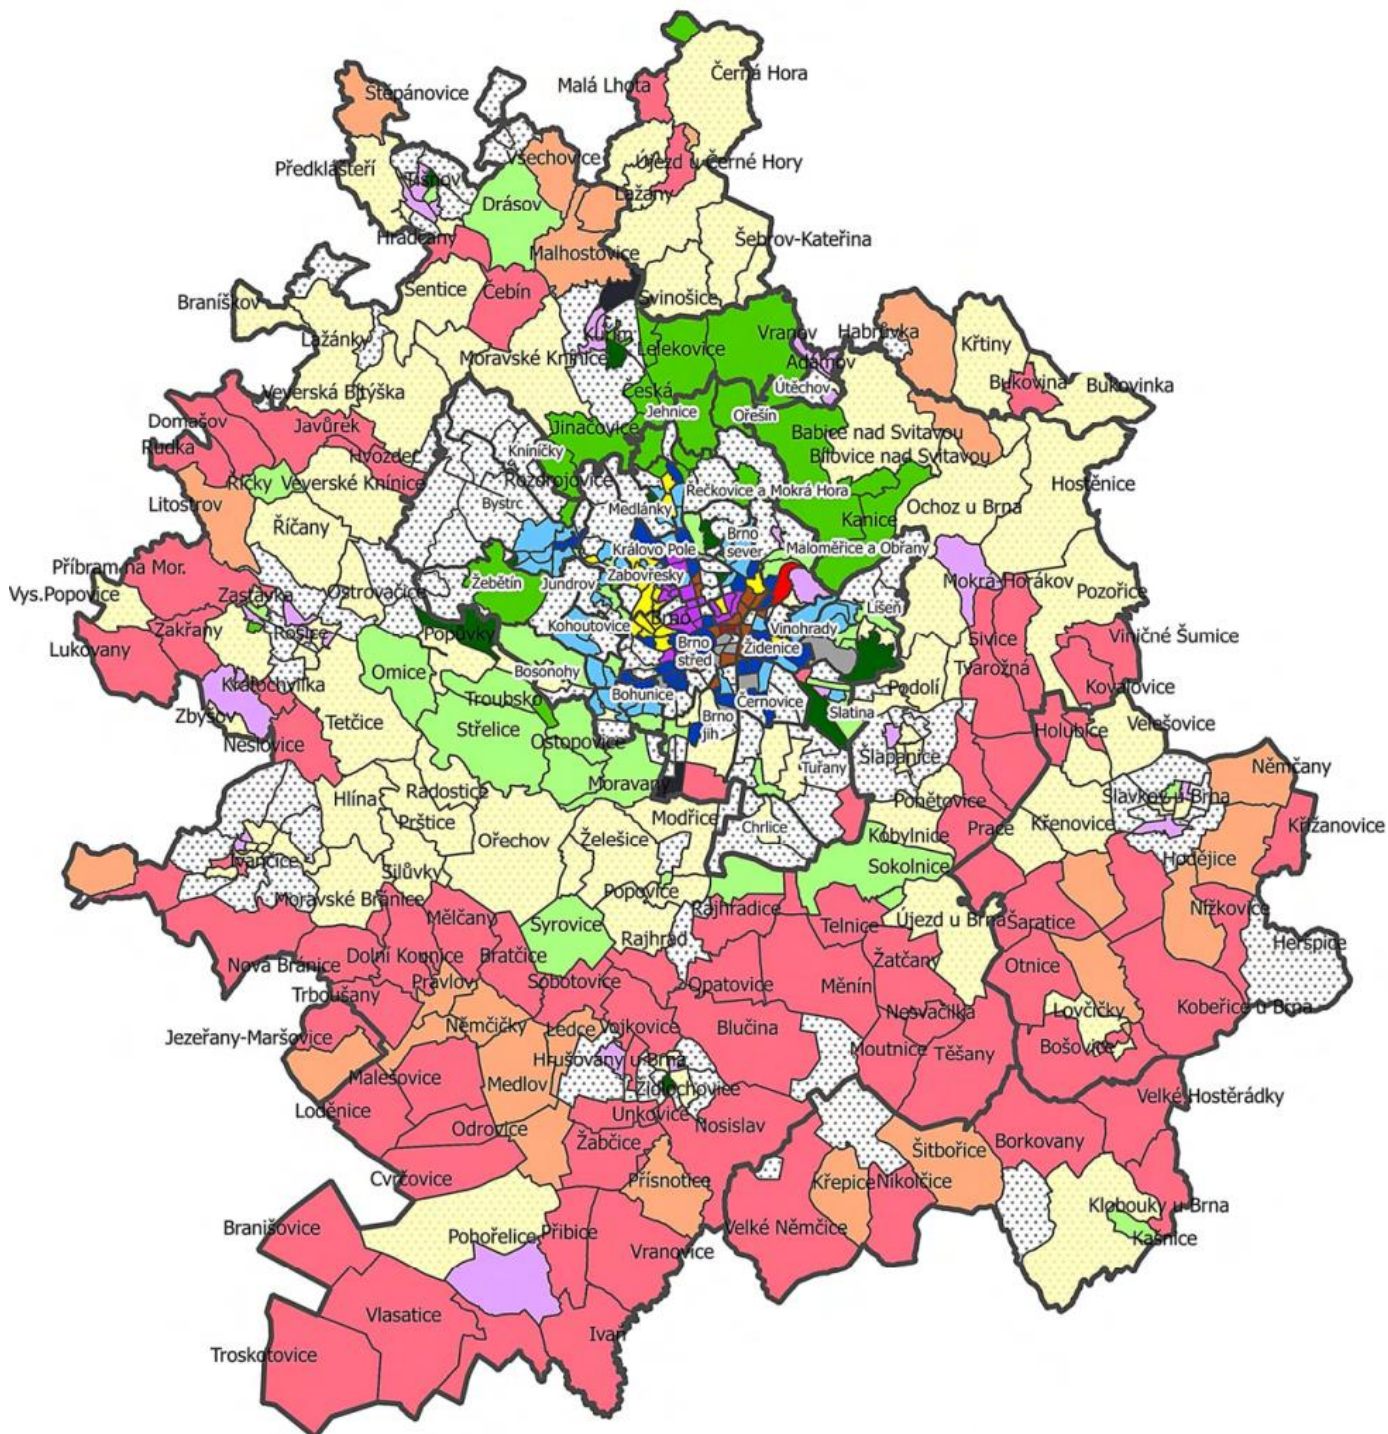 Černá Hora
Malá Lhota
Štěpánovice
Všechovice
Újezd u Černé Hory
Předklášteří
Tišnov
Lažany
Drásov
Hradčany
Malhostovice
Šebrov-Kateřina
Sentice
Čebín
Svinošice
Braníškov
Lažánky
Kuřim
Vranov
Habrůvka
Křtiny
Lelekovice
Adamov
Moravské Knínice
Bukovina
Bukovinka
Veverská Bítýška
Česká
Útěchov
Jehnice
Ořešín
Domašov
Javůrek
Jinačovice
Babice nad Svitavou
Rudka
Hvozdec
Kníničky
Bílovice nad Svitavou
Rozdrojovice
Říčky
Veverské Knínice
Řečkovice a Mokrá Hora
Hostěnice
Litostrov
Bystrc
Medlánky
Kanice
Ochoz u Brna
Říčany
Brno
sever
Královo Pole
Maloměřice a Obřany
Příbram na Mor.
Žebětín
Jundrov
Žabovřesky
Mokrá-Horákov
Vys.Popovice
Zastávka
Ostrovačice
Pozořice
Líšeň
Zakřany
Rosice
Popůvky
Kohoutovice
Brno
Vinohrady
Lukovany
Sivice
Viničné Šumice
Brno
střed
Židenice
Omice
Bosonohy
Tvarožná
Kratochvilka
Bohunice
Podolí
Kovalovice
Zbýšov
Troubsko
Černovice
Slatina
Tetčice
Střelice
Brno
jih
Holubice
Velešovice
Neslovice
Ostopovice
Šlapanice
Tuřany
Němčany
Moravany
Radostice
Slavkov u Brna
Hlína
Pohětovice
Modřice
Prštice
Křenovice
Křižanovice
Ořechov
Želešice
Chrlice
Prace
Kobylnice
Ivančice
Silůvky
Sokolnice
Hodějice
Moravské Bránice
Popovice
Mělčany
Rajhradice
Nížkovice
Syrovice
Telnice
Újezd u Brna
Šaratice
Rajhrad
Heršpice
Dolní Kounice
Bratčice
Nová Bránice
Žatčany
Otnice
Pravlov
Sobotovice
Opatovice
Měnín
Trboušany
Nesvačilka
Lovčičky
Kobeřice u Brna
Němčičky
Ledce
Vojkovice
Blučina
Jezeřany-Maršovice
Hrušovany u Brna
Moutnice
Těšany
Bošovice
Malešovice
Medlov
Židlochovice
Velké Hostěrádky
Loděnice
Unkovice
Nosislav
Odrovice
Žabčice
Šitbořice
Borkovany
Cvrčovice
Přísnotice
Křepice
Nikolčice
Klobouky u Brna
Branišovice
Pohořelice
Přibice
Velké Němčice
Kašnice
Vranovice
Vlasatice
Ivaň
Troskotovice